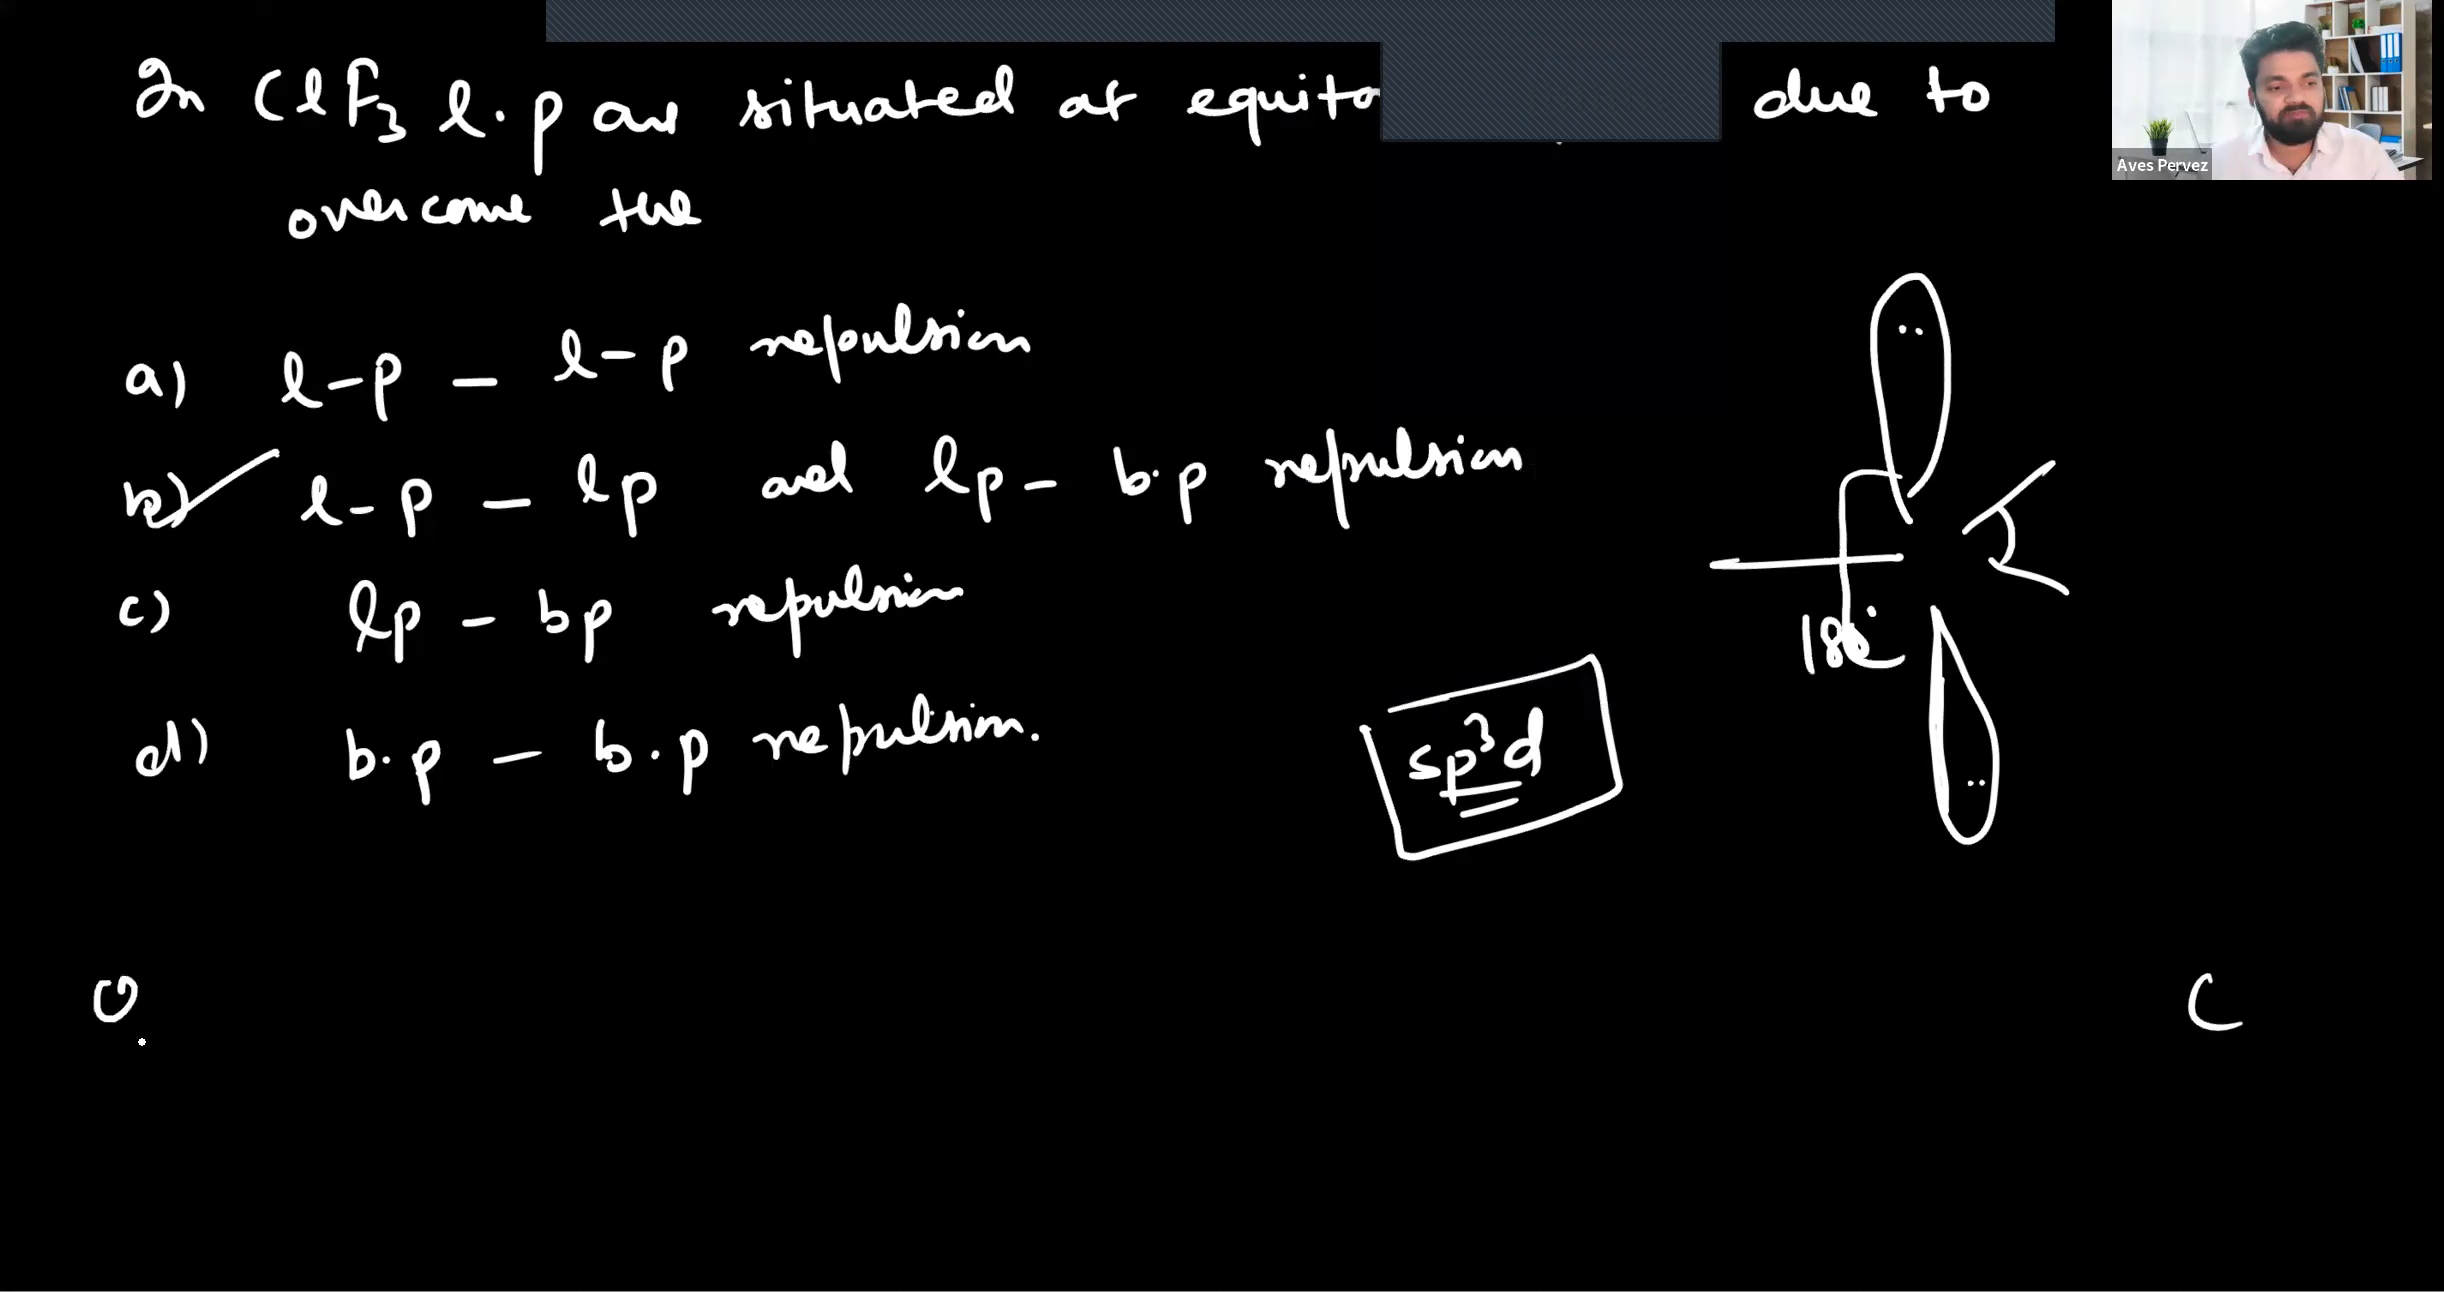 In ClF3 l.p are situated at equito due to
Aves Pervez
overcome the
a) l-p - l-p repulsion
b) l-p - lp and lp - b.p repulsion
c) lp - bp repulsion
d) b.p - b.p repulsion.
180°
sp³d
C